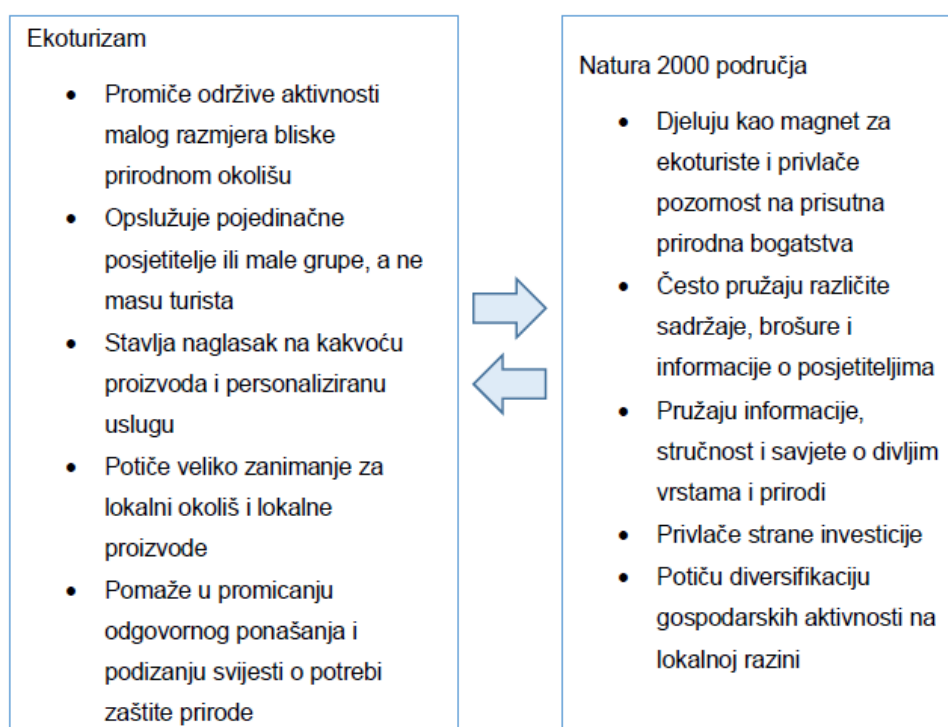 Ekoturizam
• Promiče održive aktivnosti
malog razmjera bliske
prirodnom okolišu
• Opslužuje pojedinačne
posjetitelje ili male grupe, a ne
masu turista
• Stavlja naglasak na kakvoću
proizvoda i personaliziranu
uslugu
• Potiče veliko zanimanje za
lokalni okoliš i lokalne
proizvode
• Pomaže u promicanju
odgovornog ponašanja i
podizanju svijesti o potrebi
zaštite prirode
Natura 2000 područja
• Djeluju kao magnet za
ekoturiste i privlače
pozornost na prisutna
prirodna bogatstva
• Često pružaju različite
sadržaje, brošure i
informacije o posjetiteljima
• Pružaju informacije,
stručnost i savjete o divljim
vrstama i prirodi
• Privlače strane investicije
• Potiču diversifikaciju
gospodarskih aktivnosti na
lokalnoj razini